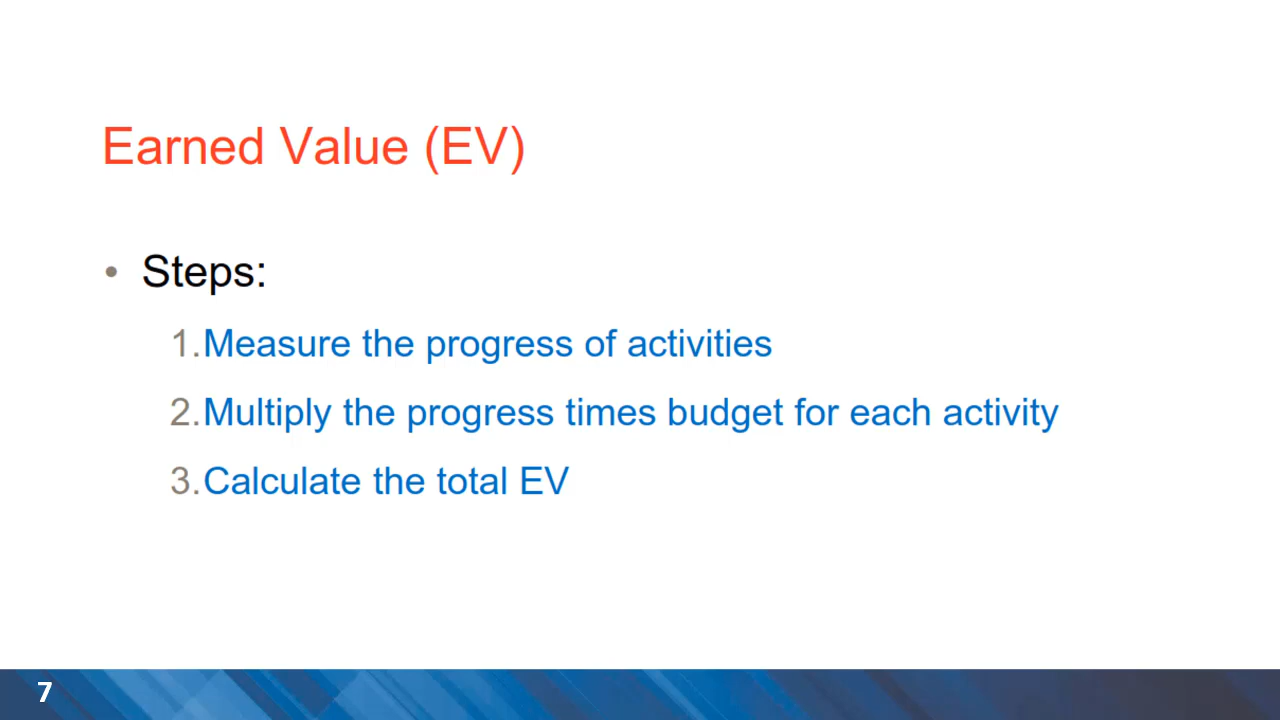 Earned Value (EV)
• Steps:
1.Measure the progress of activities
2.Multiply the progress times budget for each activity
3.Calculate the total EV
7